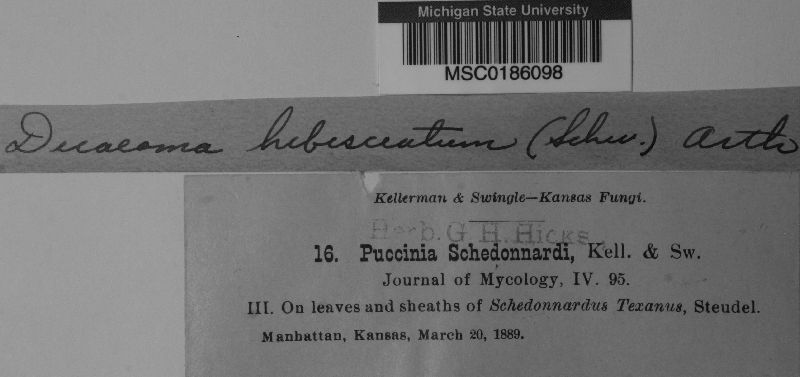 Michigan State University
MSC0186098
Dicaeoma hibisciatum (Schw.) Arth
Kellerman & Swingle—Kansas Fungi.
Herb. G. H. Hicks
16. Puccinia Schedonnardi, Kell. & Sw.
Journal of Mycology, IV. 95.
III. On leaves and sheaths of Schedonnardus Texanus, Steudel.
Manhattan, Kansas, March 20, 1889.